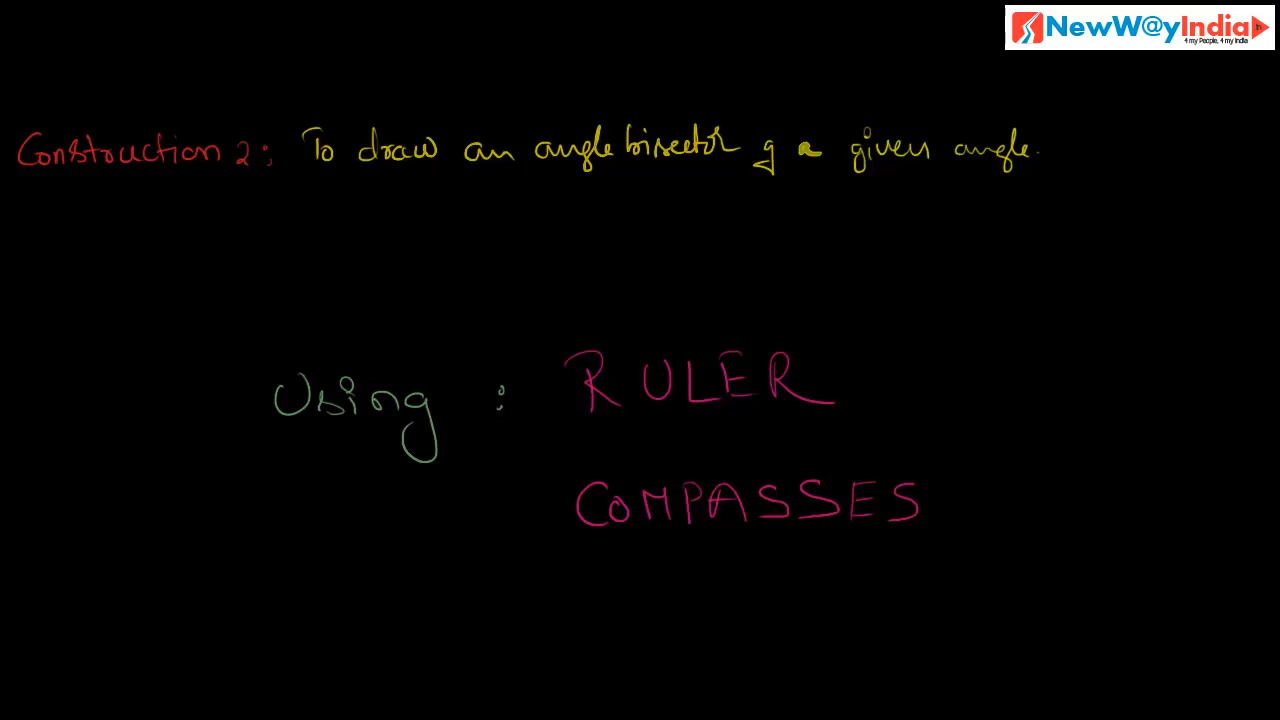 NewW@yIndia
4 my People, 4 my India
Construction 2: To draw an angle bisector of a given angle.
Using : RULER
COMPASSES